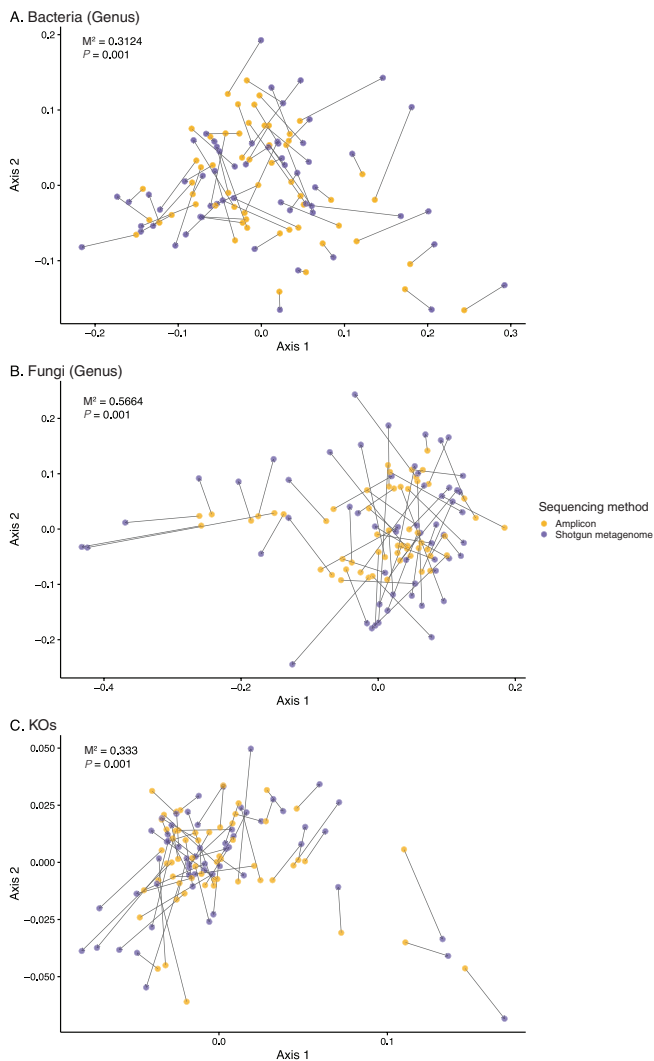 A. Bacteria (Genus)
M² = 0.3124
P = 0.001
0.2
0.1
0.0
−0.1
Axis 2
−0.2
−0.1
0.0
0.1
0.2
0.3
Axis 1
B. Fungi (Genus)
M² = 0.5664
P = 0.001
0.2
0.1
0.0
−0.1
−0.2
Axis 2
−0.4
−0.2
0.0
0.2
Axis 1
Sequencing method
Amplicon
Shotgun metagenome
C. KOs
M² = 0.333
P = 0.001
0.050
0.025
0.000
−0.025
−0.050
Axis 2
0.0
0.1
Axis 1